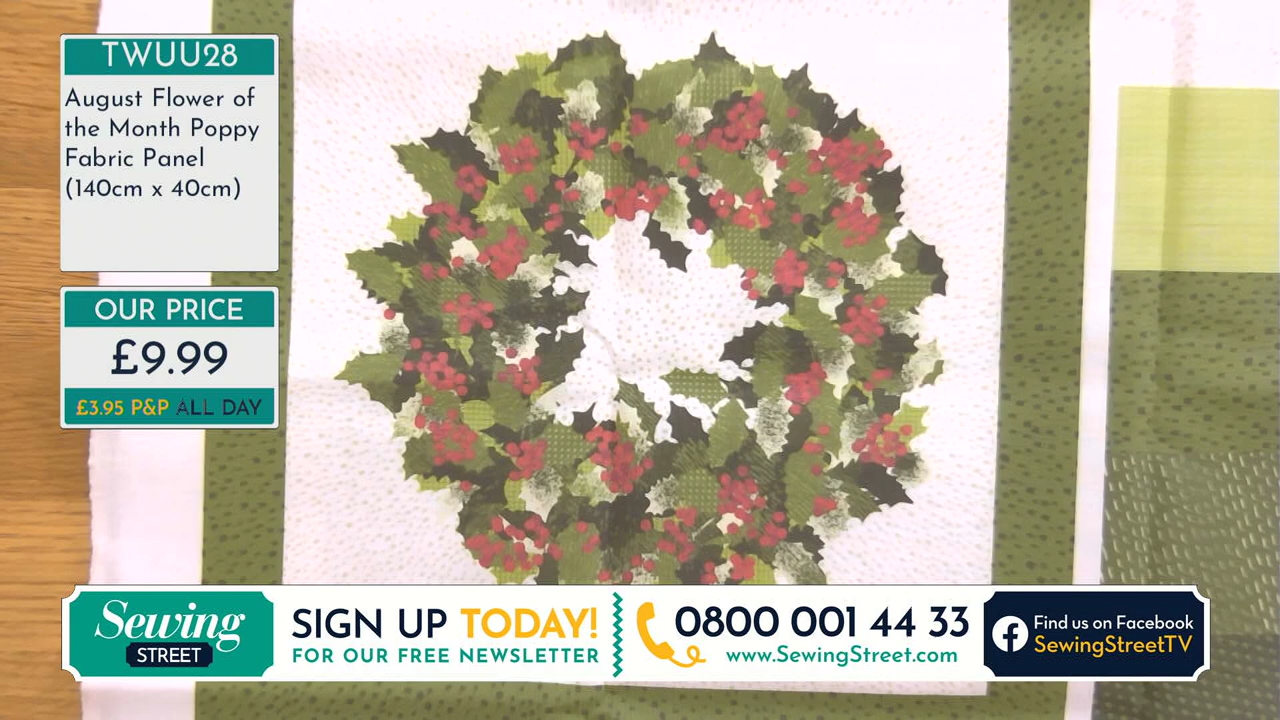 TWUU28
August Flower of
the Month Poppy
Fabric Panel
(140cm x 40cm)
OUR PRICE
£9.99
£3.95 P&P ALL DAY
Sewing
STREET
SIGN UP TODAY!
FOR OUR FREE NEWSLETTER
0800 001 44 33
www.SewingStreet.com
Find us on Facebook
SewingStreetTV